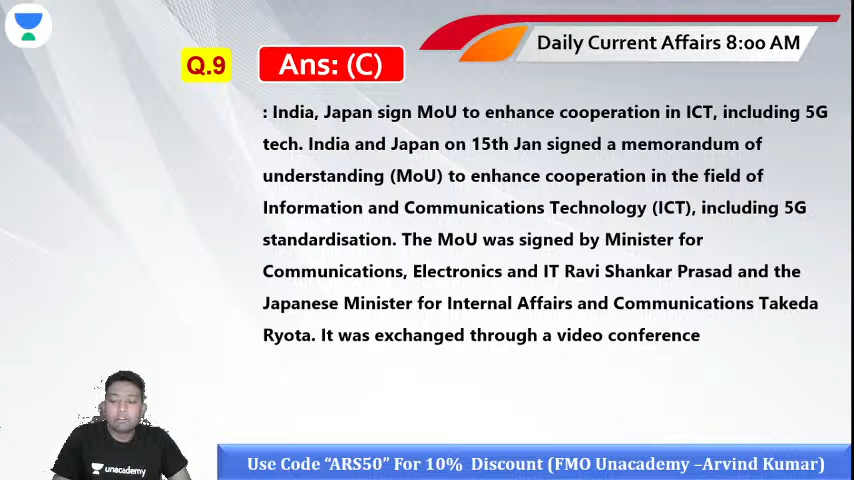 Daily Current Affairs 8:00 AM
Q.9
Ans: (C)
: India, Japan sign MoU to enhance cooperation in ICT, including 5G
tech. India and Japan on 15th Jan signed a memorandum of
understanding (MoU) to enhance cooperation in the field of
Information and Communications Technology (ICT), including 5G
standardisation. The MoU was signed by Minister for
Communications, Electronics and IT Ravi Shankar Prasad and the
Japanese Minister for Internal Affairs and Communications Takeda
Ryota. It was exchanged through a video conference
unacademy
Use Code “ARS50” For 10% Discount (FMO Unacademy –Arvind Kumar)